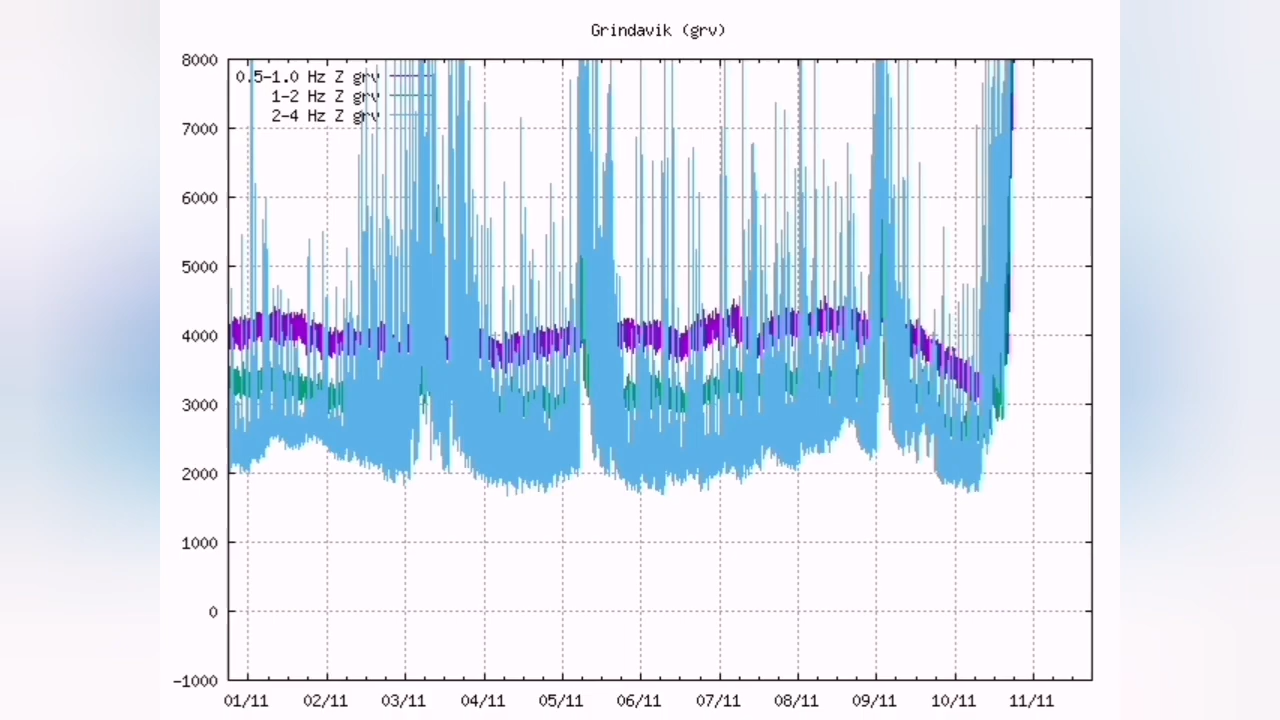 Grindavik (grv)
8000
0.5-1.0 Hz Z grv
1-2 Hz Z grv
2-4 Hz Z grv
7000
6000
5000
4000
3000
2000
1000
0
-1000
01/11 02/11 03/11 04/11 05/11 06/11 07/11 08/11 09/11 10/11 11/11